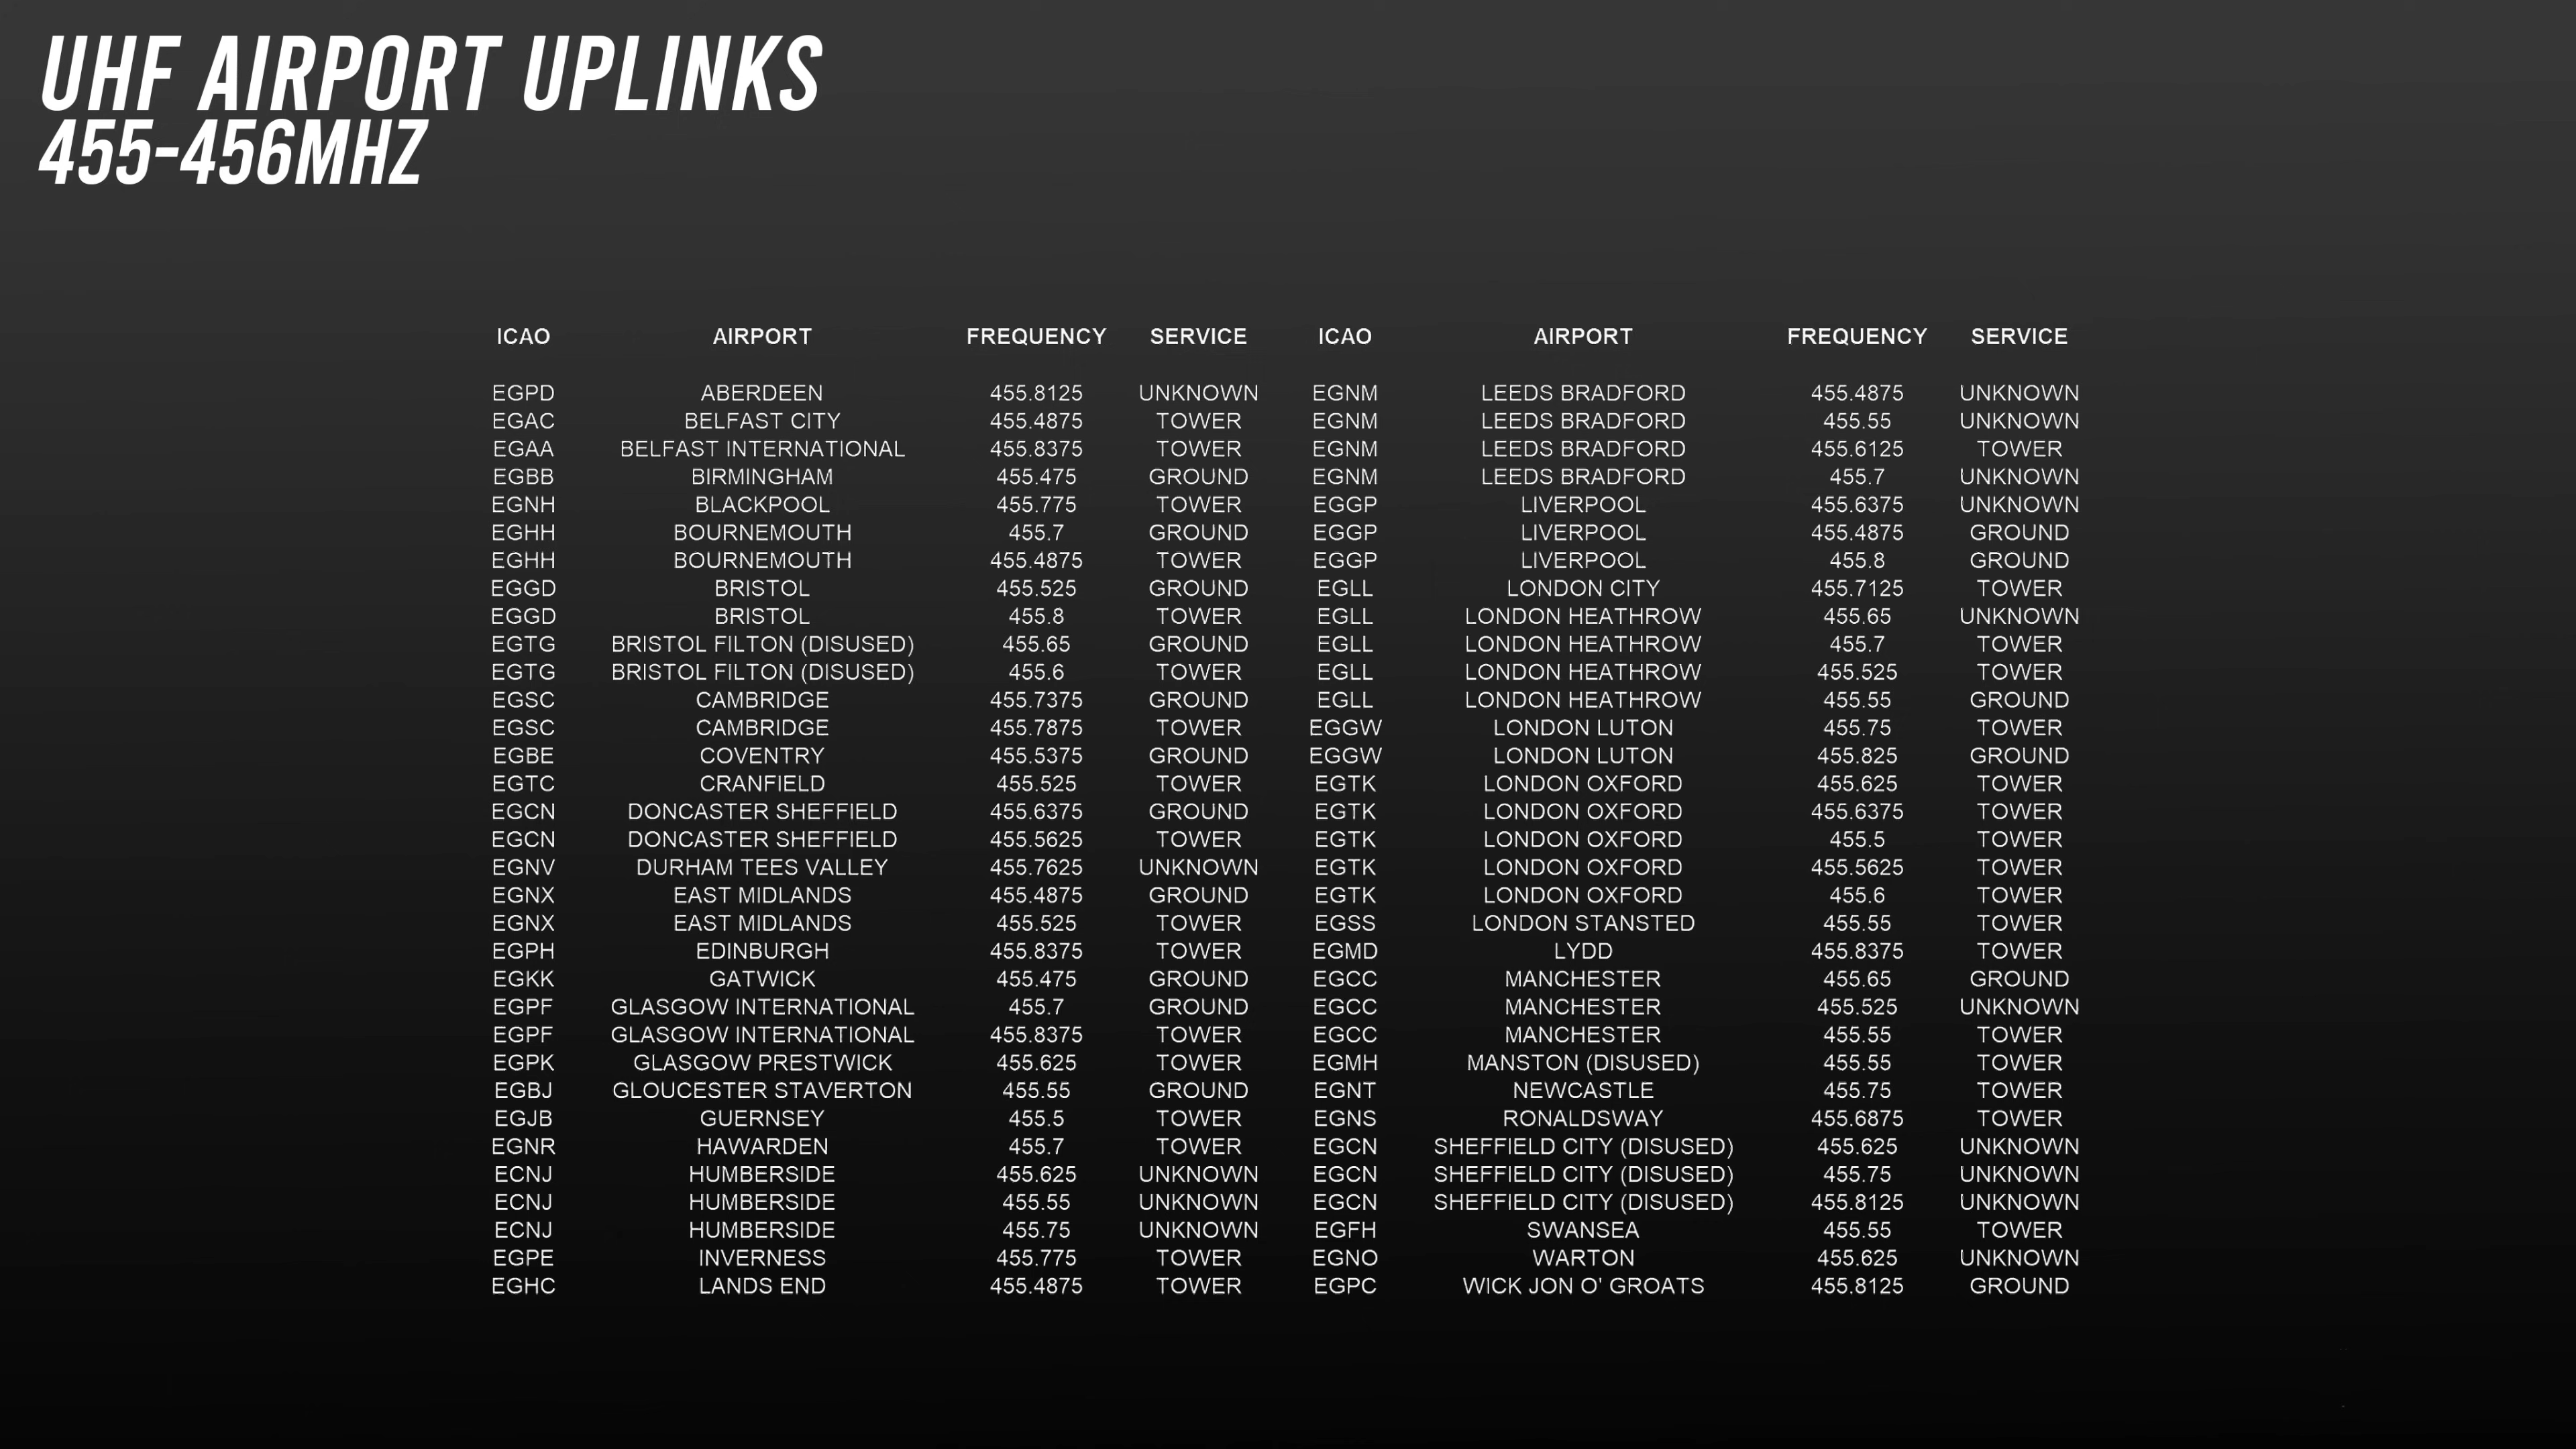 UHF AIRPORT UPLINKS
455-456MHZ
ICAO AIRPORT FREQUENCY SERVICE ICAO AIRPORT FREQUENCY SERVICE
EGPD ABERDEEN 455.8125 UNKNOWN EGNM LEEDS BRADFORD 455.4875 UNKNOWN
EGAC BELFAST CITY 455.4875 TOWER EGNM LEEDS BRADFORD 455.55 UNKNOWN
EGAA BELFAST INTERNATIONAL 455.8375 TOWER EGNM LEEDS BRADFORD 455.6125 TOWER
EGBB BIRMINGHAM 455.475 GROUND EGNM LEEDS BRADFORD 455.7 UNKNOWN
EGNH BLACKPOOL 455.775 TOWER EGGP LIVERPOOL 455.6375 UNKNOWN
EGHH BOURNEMOUTH 455.7 GROUND EGGP LIVERPOOL 455.4875 GROUND
EGHH BOURNEMOUTH 455.4875 TOWER EGGP LIVERPOOL 455.8 GROUND
EGGD BRISTOL 455.525 GROUND EGLL LONDON CITY 455.7125 TOWER
EGGD BRISTOL 455.8 TOWER EGLL LONDON HEATHROW 455.65 UNKNOWN
EGTG BRISTOL FILTON (DISUSED) 455.65 GROUND EGLL LONDON HEATHROW 455.7 TOWER
EGTG BRISTOL FILTON (DISUSED) 455.6 TOWER EGLL LONDON HEATHROW 455.525 TOWER
EGSC CAMBRIDGE 455.7375 GROUND EGLL LONDON HEATHROW 455.55 GROUND
EGSC CAMBRIDGE 455.7875 TOWER EGGW LONDON LUTON 455.75 TOWER
EGBE COVENTRY 455.5375 GROUND EGGW LONDON LUTON 455.825 GROUND
EGTC CRANFIELD 455.525 TOWER EGTK LONDON OXFORD 455.625 TOWER
EGCN DONCASTER SHEFFIELD 455.6375 GROUND EGTK LONDON OXFORD 455.6375 TOWER
EGCN DONCASTER SHEFFIELD 455.5625 TOWER EGTK LONDON OXFORD 455.5 TOWER
EGNV DURHAM TEES VALLEY 455.7625 UNKNOWN EGTK LONDON OXFORD 455.5625 TOWER
EGNX EAST MIDLANDS 455.4875 GROUND EGTK LONDON OXFORD 455.6 TOWER
EGNX EAST MIDLANDS 455.525 TOWER EGSS LONDON STANSTED 455.55 TOWER
EGPH EDINBURGH 455.8375 TOWER EGMD LYDD 455.8375 TOWER
EGKK GATWICK 455.475 GROUND EGCC MANCHESTER 455.65 GROUND
EGPF GLASGOW INTERNATIONAL 455.7 GROUND EGCC MANCHESTER 455.525 UNKNOWN
EGPF GLASGOW INTERNATIONAL 455.8375 TOWER EGCC MANCHESTER 455.55 TOWER
EGPK GLASGOW PRESTWICK 455.625 TOWER EGMH MANSTON (DISUSED) 455.55 TOWER
EGBJ GLOUCESTER STAVERTON 455.55 GROUND EGNT NEWCASTLE 455.75 TOWER
EGJB GUERNSEY 455.5 TOWER EGNS RONALDSWAY 455.6875 TOWER
EGNR HAWARDEN 455.7 TOWER EGCN SHEFFIELD CITY (DISUSED) 455.625 UNKNOWN
ECNJ HUMBERSIDE 455.625 UNKNOWN EGCN SHEFFIELD CITY (DISUSED) 455.75 UNKNOWN
ECNJ HUMBERSIDE 455.55 UNKNOWN EGCN SHEFFIELD CITY (DISUSED) 455.8125 UNKNOWN
ECNJ HUMBERSIDE 455.75 UNKNOWN EGFH SWANSEA 455.55 TOWER
EGPE INVERNESS 455.775 TOWER EGNO WARTON 455.625 UNKNOWN
EGHC LANDS END 455.4875 TOWER EGPC WICK JON O' GROATS 455.8125 GROUND